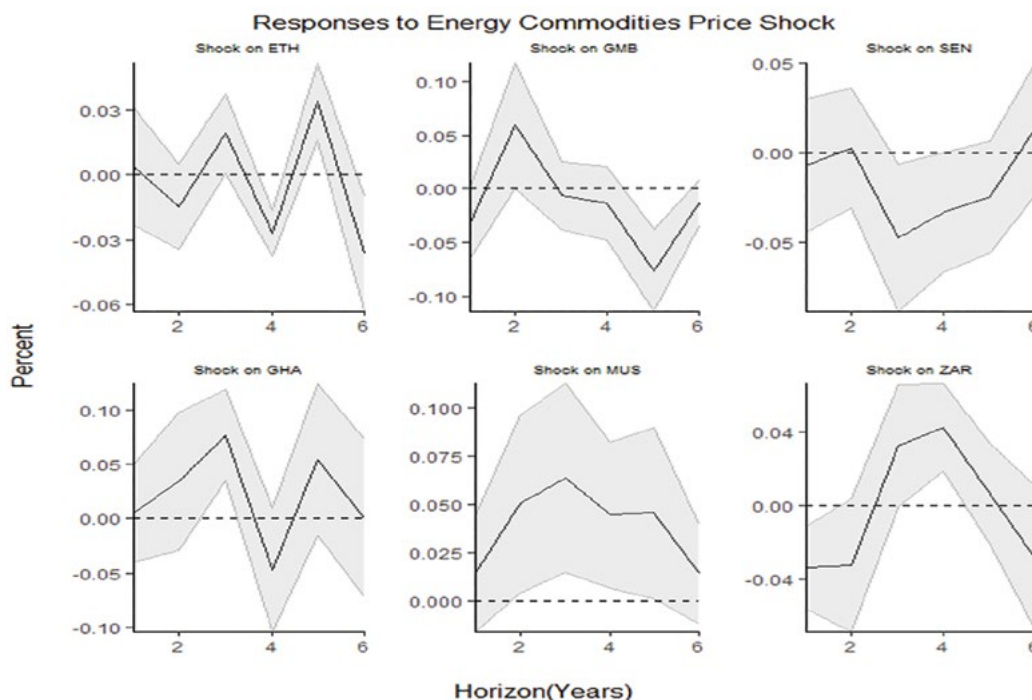 Responses to Energy Commodities Price Shock
Shock on ETH
Shock on GMB
Shock on SEN
0.03
0.00
-0.03
-0.06
2 4 6
0.10
0.05
0.00
-0.05
-0.10
2 4 6
0.05
0.00
-0.05
2 4 6
Percent
Shock on GHA
Shock on MUS
Shock on ZAR
0.10
0.05
0.00
-0.05
-0.10
2 4 6
0.100
0.075
0.050
0.025
0.000
2 4 6
0.04
0.00
-0.04
2 4 6
Horizon(Years)